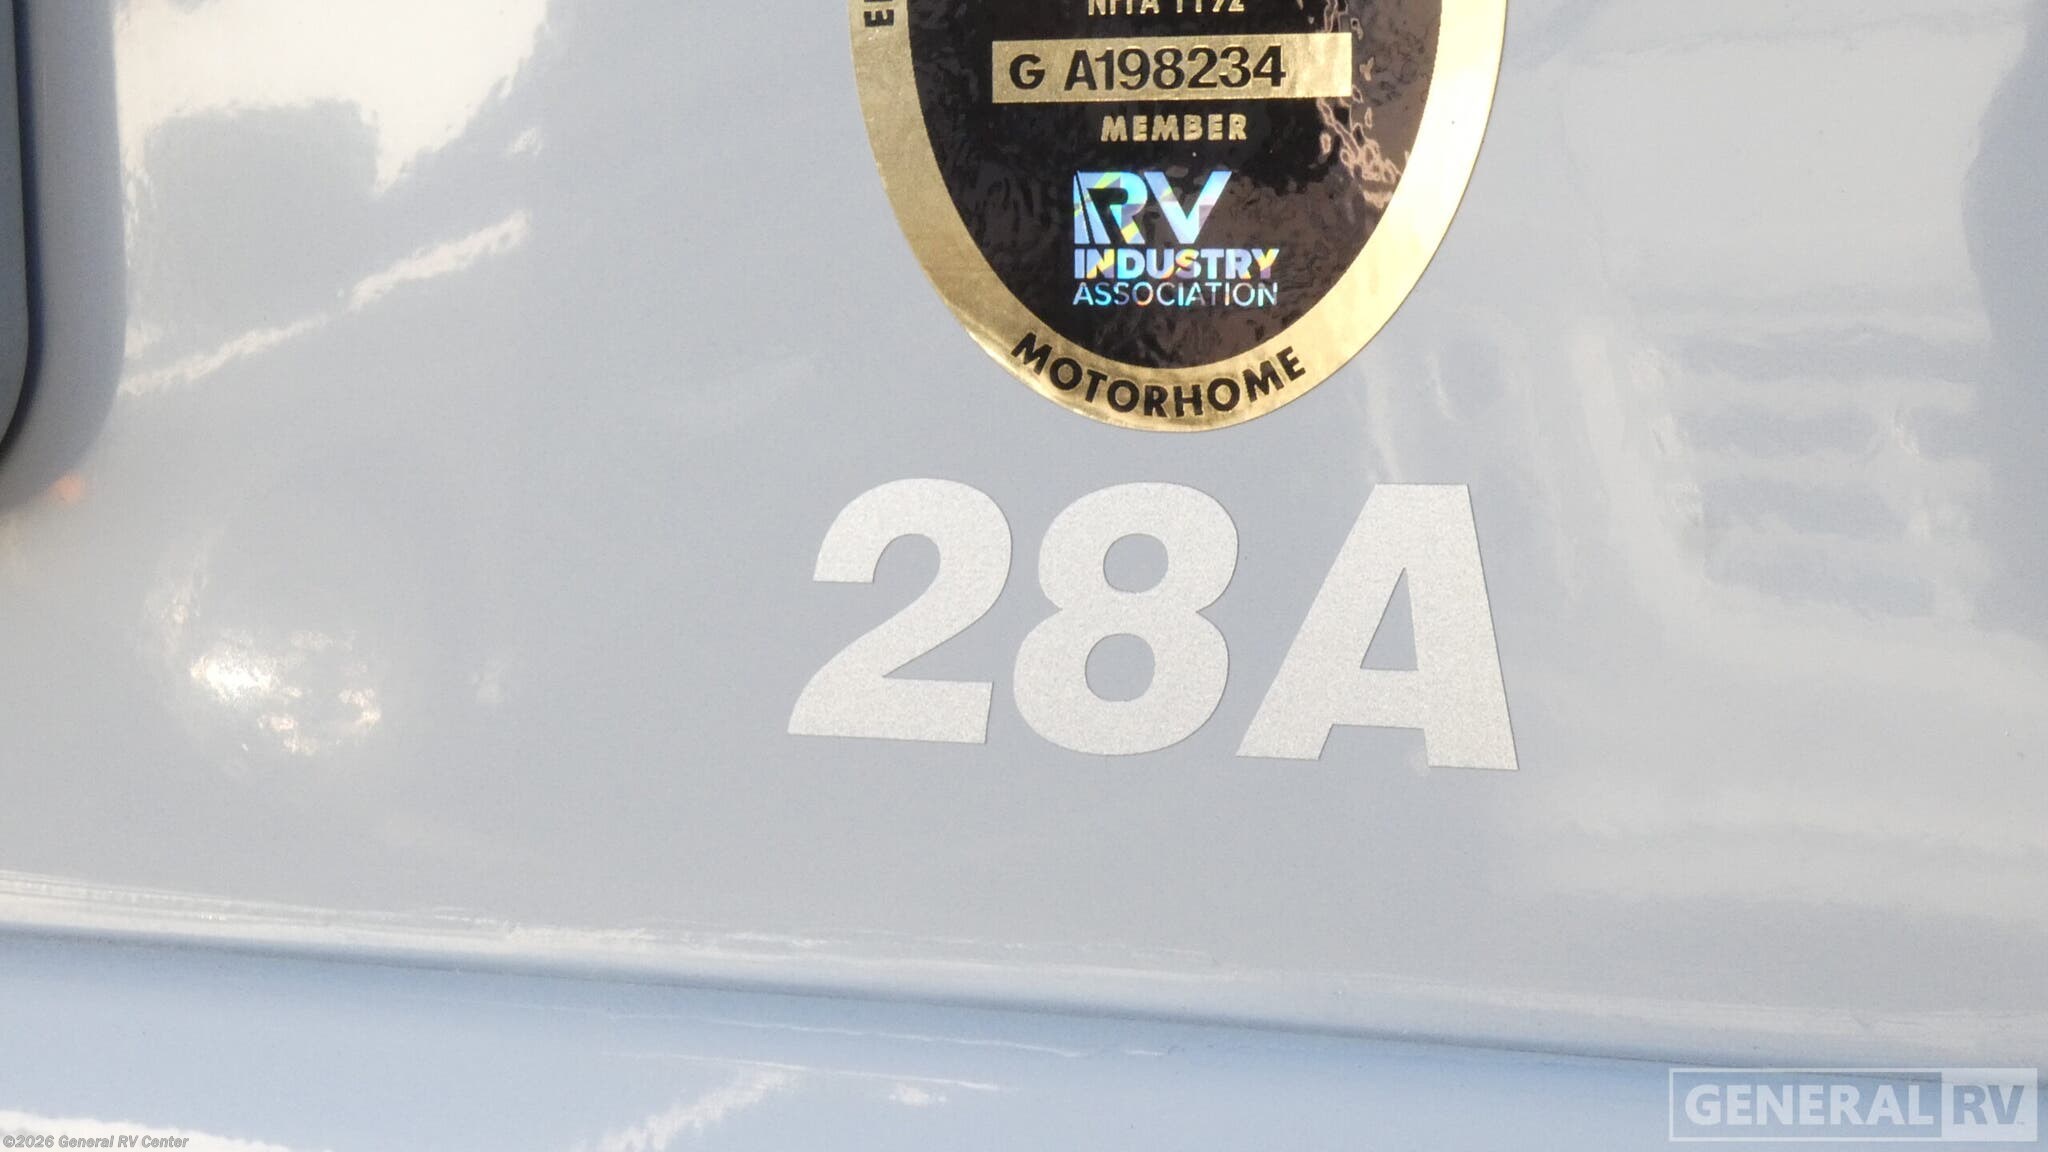 NFPA 1192
G A198234
MEMBER
RV
INDUSTRY
ASSOCIATION
MOTORHOME
28A
GENERAL RV
©2026 General RV Center